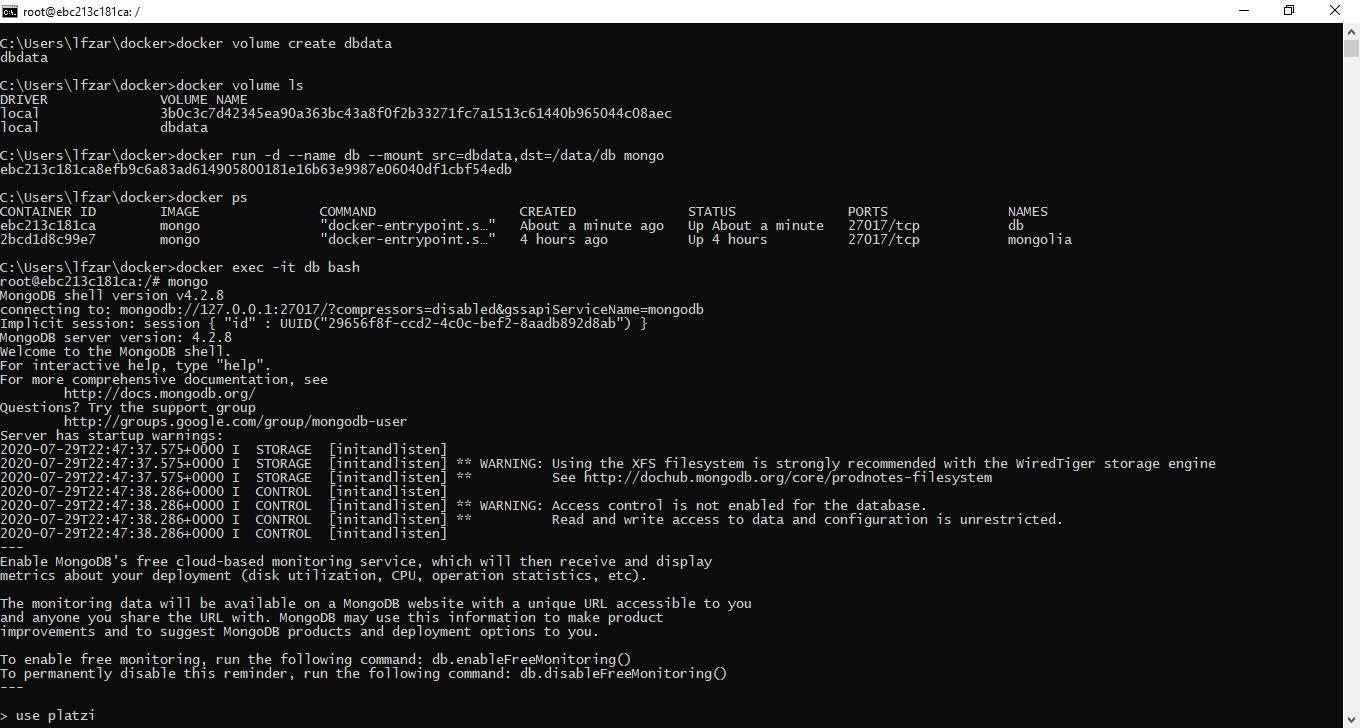 root@ebc213c181ca: /
C:\Users\lfzar\docker>docker volume create dbdata
dbdata
C:\Users\lfzar\docker>docker volume ls
DRIVER              VOLUME NAME
local               3b0c3c7d42345ea90a363bc43a8f0f2b33271fc7a1513c61440b965044c08aec
local               dbdata
C:\Users\lfzar\docker>docker run -d --name db --mount src=dbdata,dst=/data/db mongo
ebc213c181ca8efb9c6a83ad614905800181e16b63e9987e06040df1cbf54edb
C:\Users\lfzar\docker>docker ps
CONTAINER ID        IMAGE               COMMAND                  CREATED              STATUS              PORTS               NAMES
ebc213c181ca        mongo               "docker-entrypoint.s…"   About a minute ago   Up About a minute   27017/tcp           db
2bcd1d8c99e7        mongo               "docker-entrypoint.s…"   4 hours ago          Up 4 hours          27017/tcp           mongolia
C:\Users\lfzar\docker>docker exec -it db bash
root@ebc213c181ca:/# mongo
MongoDB shell version v4.2.8
connecting to: mongodb://127.0.0.1:27017/?compressors=disabled&gssapiServiceName=mongodb
Implicit session: session { "id" : UUID("29656f8f-ccd2-4c0c-bef2-8aadb892d8ab") }
MongoDB server version: 4.2.8
Welcome to the MongoDB shell.
For interactive help, type "help".
For more comprehensive documentation, see
        http://docs.mongodb.org/
Questions? Try the support group
        http://groups.google.com/group/mongodb-user
Server has startup warnings:
2020-07-29T22:47:37.575+0000 I  STORAGE  [initandlisten]
2020-07-29T22:47:37.575+0000 I  STORAGE  [initandlisten] ** WARNING: Using the XFS filesystem is strongly recommended with the WiredTiger storage engine
2020-07-29T22:47:37.575+0000 I  STORAGE  [initandlisten] **          See http://dochub.mongodb.org/core/prodnotes-filesystem
2020-07-29T22:47:38.286+0000 I  CONTROL  [initandlisten]
2020-07-29T22:47:38.286+0000 I  CONTROL  [initandlisten] ** WARNING: Access control is not enabled for the database.
2020-07-29T22:47:38.286+0000 I  CONTROL  [initandlisten] **          Read and write access to data and configuration is unrestricted.
2020-07-29T22:47:38.286+0000 I  CONTROL  [initandlisten]
---
Enable MongoDB's free cloud-based monitoring service, which will then receive and display
metrics about your deployment (disk utilization, CPU, operation statistics, etc).
The monitoring data will be available on a MongoDB website with a unique URL accessible to you
and anyone you share the URL with. MongoDB may use this information to make product
improvements and to suggest MongoDB products and deployment options to you.
To enable free monitoring, run the following command: db.enableFreeMonitoring()
To permanently disable this reminder, run the following command: db.disableFreeMonitoring()
---
> use platzi